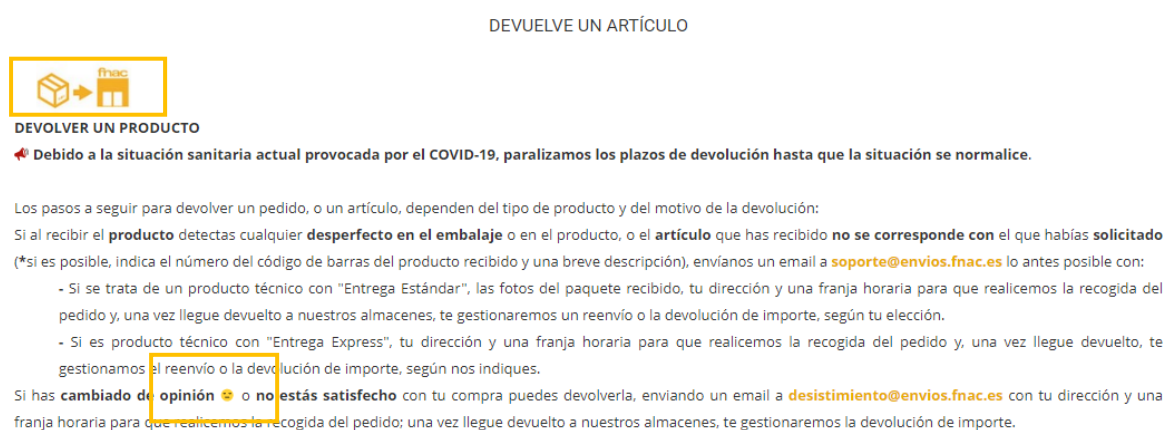 DEVUELVE UN ARTÍCULO
fnac
DEVOLVER UN PRODUCTO
Debido a la situación sanitaria actual provocada por el COVID-19, paralizamos los plazos de devolución hasta que la situación se normalice.
Los pasos a seguir para devolver un pedido, o un artículo, dependen del tipo de producto y del motivo de la devolución:
Si al recibir el producto detectas cualquier desperfecto en el embalaje o en el producto, o el artículo que has recibido no se corresponde con el que habías solicitado
(*si es posible, indica el número del código de barras del producto recibido y una breve descripción), envíanos un email a soporte@envios.fnac.es lo antes posible con:
- Si se trata de un producto técnico con "Entrega Estándar", las fotos del paquete recibido, tu dirección y una franja horaria para que realicemos la recogida del
pedido y, una vez llegue devuelto a nuestros almacenes, te gestionaremos un reenvío o la devolución de importe, según tu elección.
- Si es producto técnico con "Entrega Express", tu dirección y una franja horaria para que realicemos la recogida del pedido y, una vez llegue devuelto, te
gestionamos el reenvío o la devolución de importe, según nos indiques.
Si has cambiado de opinión 😉 o no estás satisfecho con tu compra puedes devolverla, enviando un email a desistimiento@envios.fnac.es con tu dirección y una
franja horaria para que realicemos la recogida del pedido; una vez llegue devuelto a nuestros almacenes, te gestionaremos la devolución de importe.